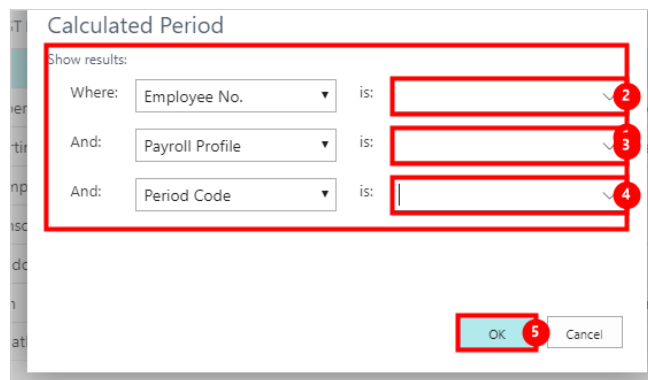 Calculated Period
Show results:
Where: Employee No. is: 2
And: Payroll Profile is: 3
And: Period Code is: 4
OK 5 Cancel